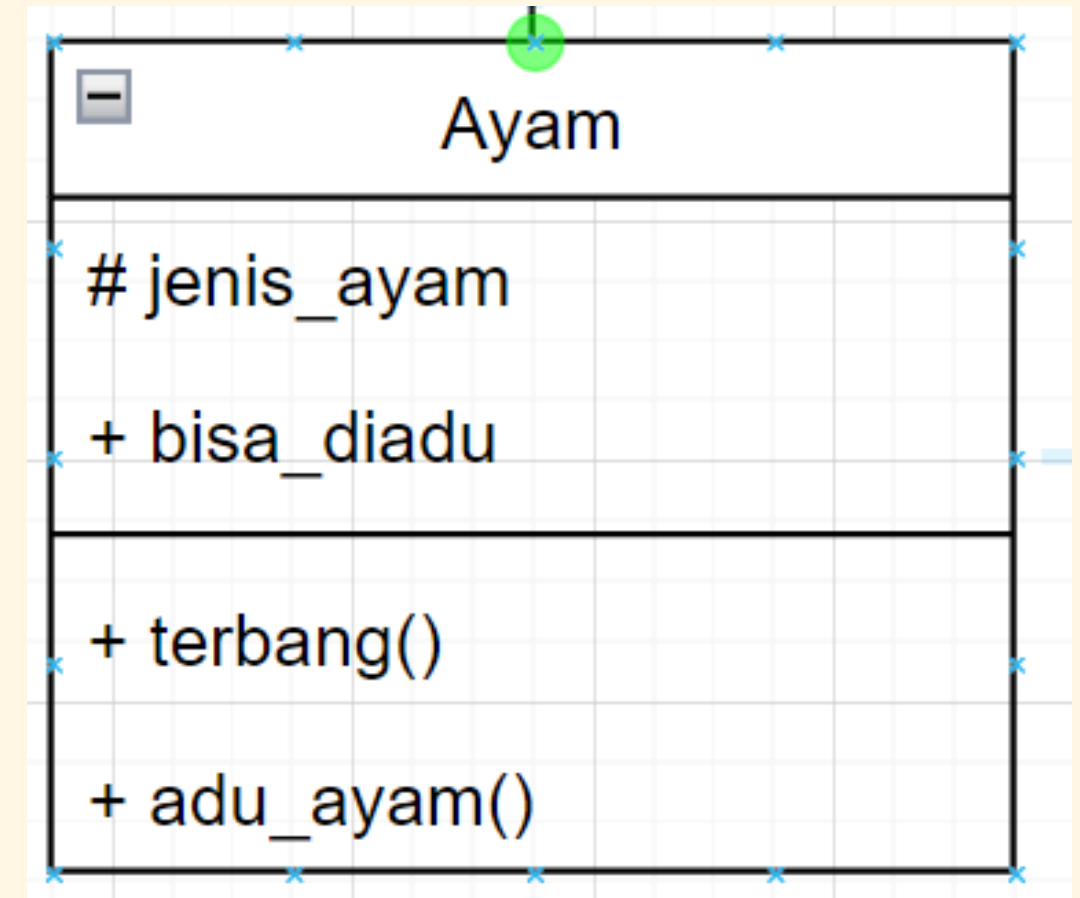 Ayam
# jenis_ayam
+ bisa_diadu
+ terbang()
+ adu_ayam()